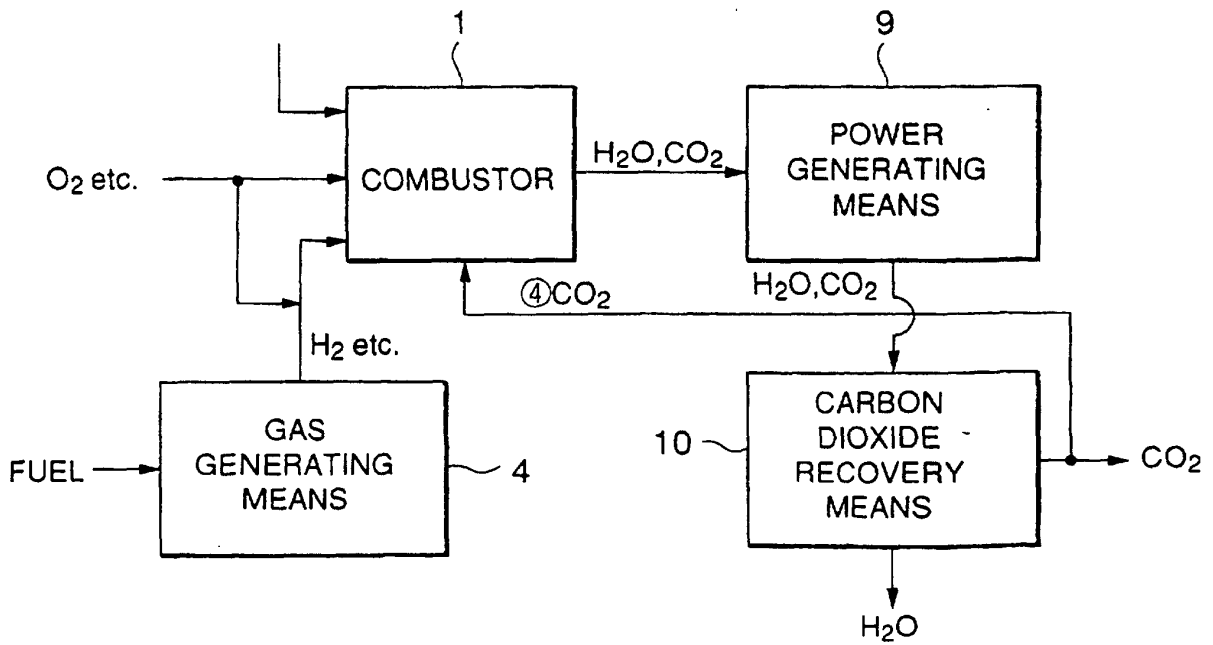 1
9
COMBUSTOR
POWER
GENERATING
MEANS
O₂ etc.
H₂O,CO₂
H₂O,CO₂
④CO₂
H₂ etc.
GAS
GENERATING
MEANS
FUEL
4
10
CARBON
DIOXIDE
RECOVERY
MEANS
CO₂
H₂O